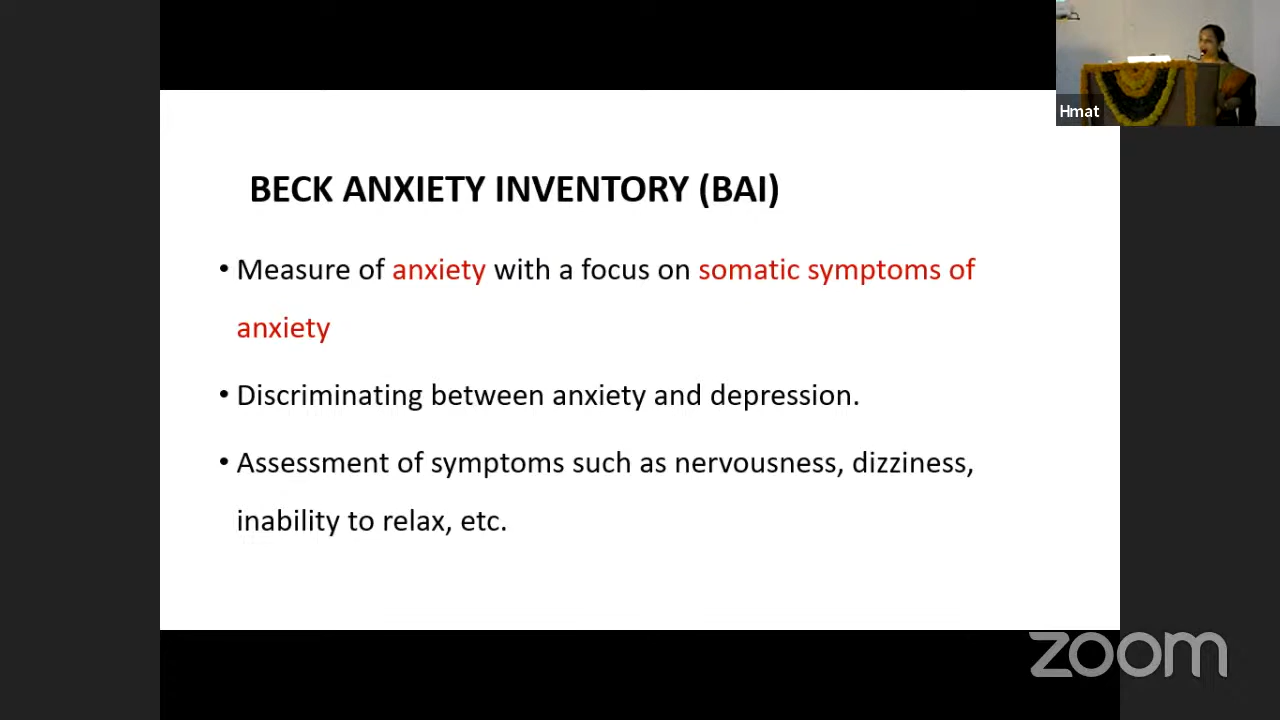 Hmat
BECK ANXIETY INVENTORY (BAI)
• Measure of anxiety with a focus on somatic symptoms of
anxiety
• Discriminating between anxiety and depression.
• Assessment of symptoms such as nervousness, dizziness,
inability to relax, etc.
zoom